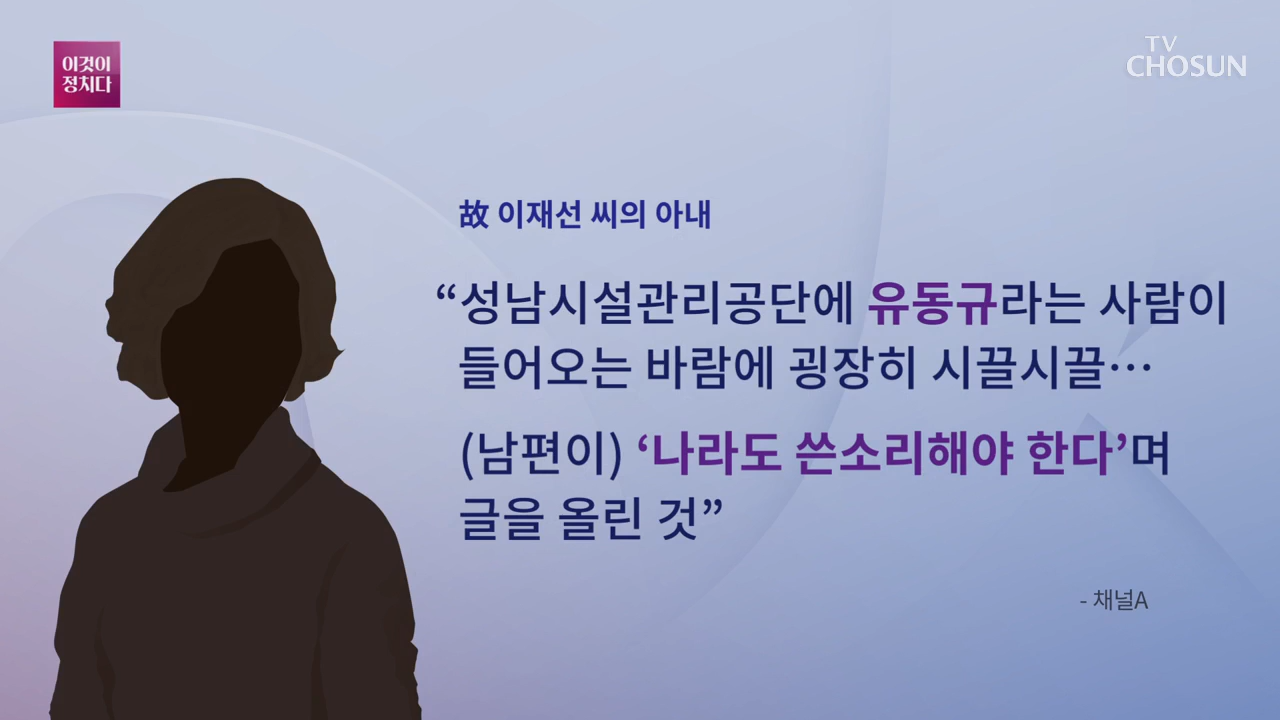 이것이
정치다
TV
CHOSUN
故 이재선 씨의 아내
“성남시설관리공단에 유동규라는 사람이
들어오는 바람에 굉장히 시끌시끌…
(남편이) ‘나라도 쓴소리해야 한다’며
글을 올린 것”
- 채널A